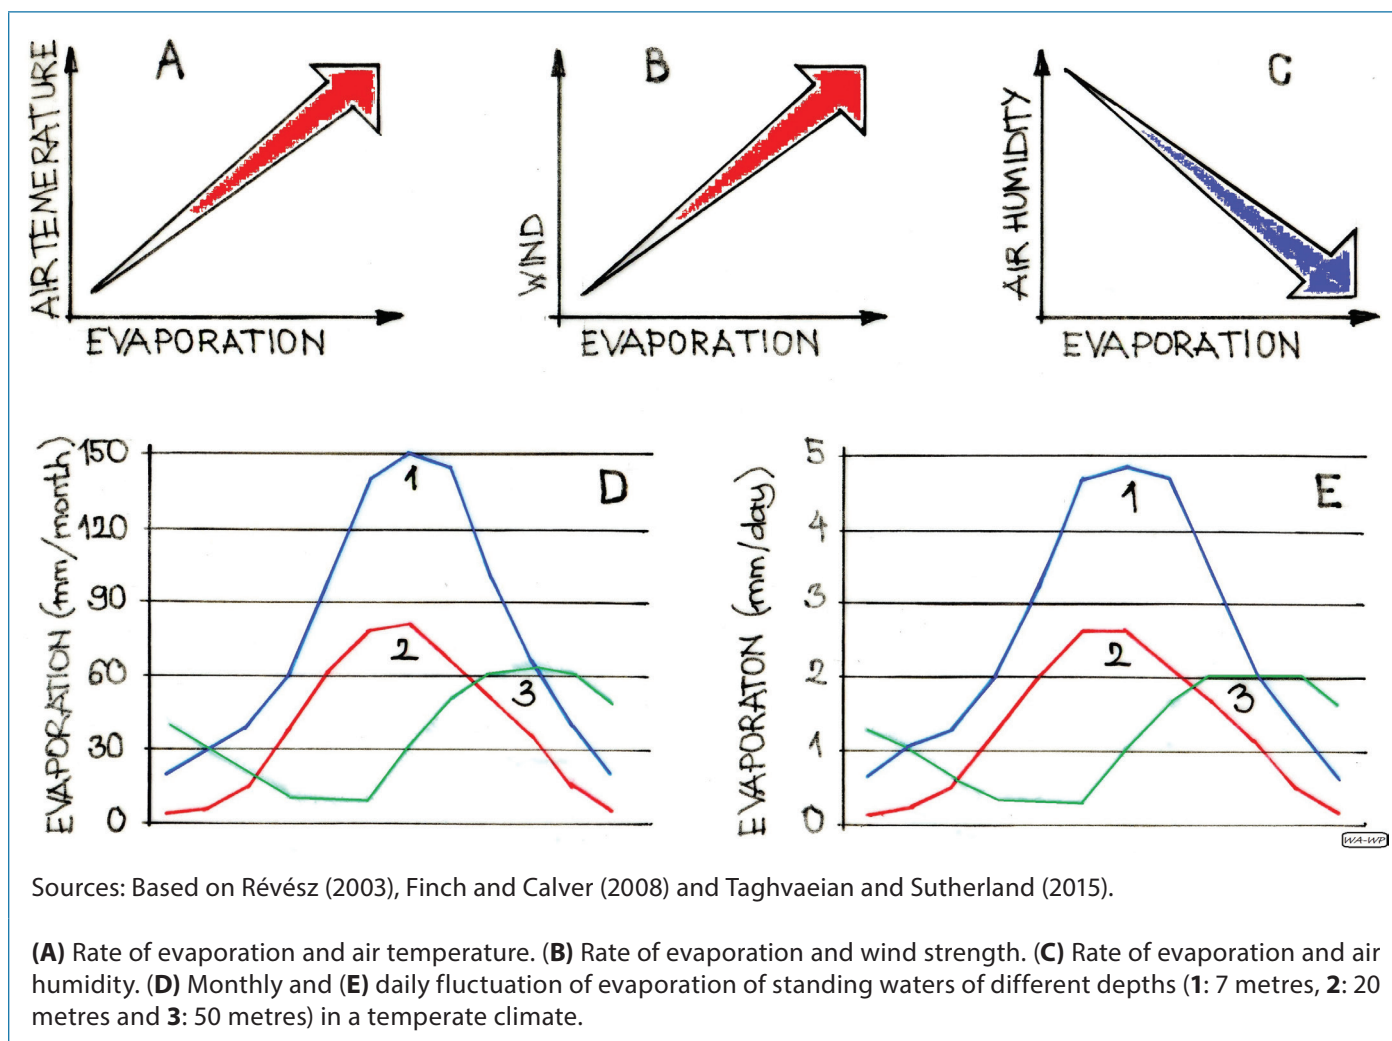 A
AIR TEMERATURE
EVAPORATION
B
WIND
EVAPORATION
C
AIR HUMIDITY
EVAPORATION
EVAPORATION (mm/month)
150
120
90
60
30
0
1
2
3
D
EVAPORATON (mm/day)
5
4
3
2
1
0
1
2
3
E
WA-WP
Sources: Based on Révész (2003), Finch and Calver (2008) and Taghvaeian and Sutherland (2015).
(A) Rate of evaporation and air temperature. (B) Rate of evaporation and wind strength. (C) Rate of evaporation and air
humidity. (D) Monthly and (E) daily fluctuation of evaporation of standing waters of different depths (1: 7 metres, 2: 20
metres and 3: 50 metres) in a temperate climate.